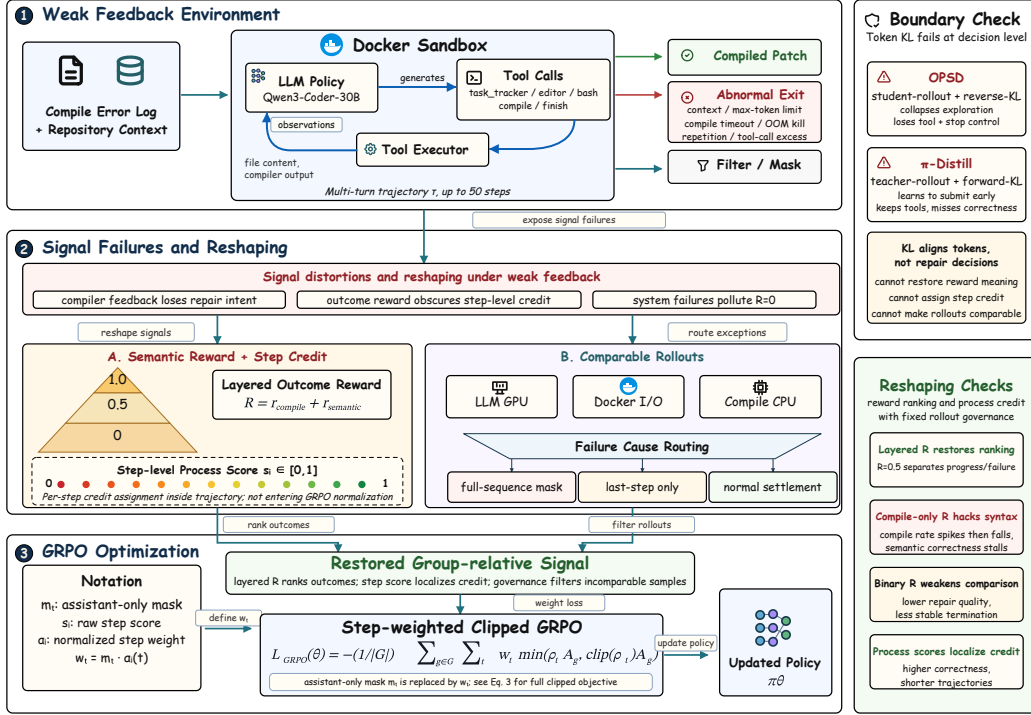 1 Weak Feedback Environment
Compile Error Log
+ Repository Context
Docker Sandbox
LLM Policy
Qwen3-Coder-30B
generates
Tool Calls
task_tracker / editor / bash
compile / finish
observations
Tool Executor
file content,
compiler output
Multi-turn trajectory τ, up to 50 steps
Compiled Patch
Abnormal Exit
context / max-token limit
compile timeout / OOM kill
repetition / tool-call excess
Filter / Mask
expose signal failures
2 Signal Failures and Reshaping
Signal distortions and reshaping under weak feedback
compiler feedback loses repair intent
outcome reward obscures step-level credit
system failures pollute R=0
reshape signals
route exceptions
A. Semantic Reward + Step Credit
1.0
0.5
0
Layered Outcome Reward
R = r_compile + r_semantic
Step-level Process Score sᵢ ∈ [0,1]
0 1
Per-step credit assignment inside trajectory; not entering GRPO normalization
B. Comparable Rollouts
LLM GPU
Docker I/O
Compile CPU
Failure Cause Routing
full-sequence mask
last-step only
normal settlement
rank outcomes
filter rollouts
3 GRPO Optimization
Notation
mₜ: assistant-only mask
sᵢ: raw step score
aᵢ: normalized step weight
wₜ = mₜ · aᵢ(t)
define wₜ
Restored Group-relative Signal
layered R ranks outcomes; step score localizes credit; governance filters incomparable samples
weight loss
Step-weighted Clipped GRPO
L_GRPO(θ) = −(1/|G|) ∑_{g∈G} ∑_t w_t min(ρ_t A_g, clip(ρ_t)A_g)
assistant-only mask mₜ is replaced by wₜ; see Eq. 3 for full clipped objective
update policy
Updated Policy
πθ
Boundary Check
Token KL fails at decision level
OPSD
student-rollout + reverse-KL
collapses exploration
loses tool + stop control
π-Distill
teacher-rollout + forward-KL
learns to submit early
keeps tools, misses correctness
KL aligns tokens,
not repair decisions
cannot restore reward meaning
cannot assign step credit
cannot make rollouts comparable
Reshaping Checks
reward ranking and process credit
with fixed rollout governance
Layered R restores ranking
R=0.5 separates progress/failure
Compile-only R hacks syntax
compile rate spikes then falls,
semantic correctness stalls
Binary R weakens comparison
lower repair quality,
less stable termination
Process scores localize credit
higher correctness,
shorter trajectories